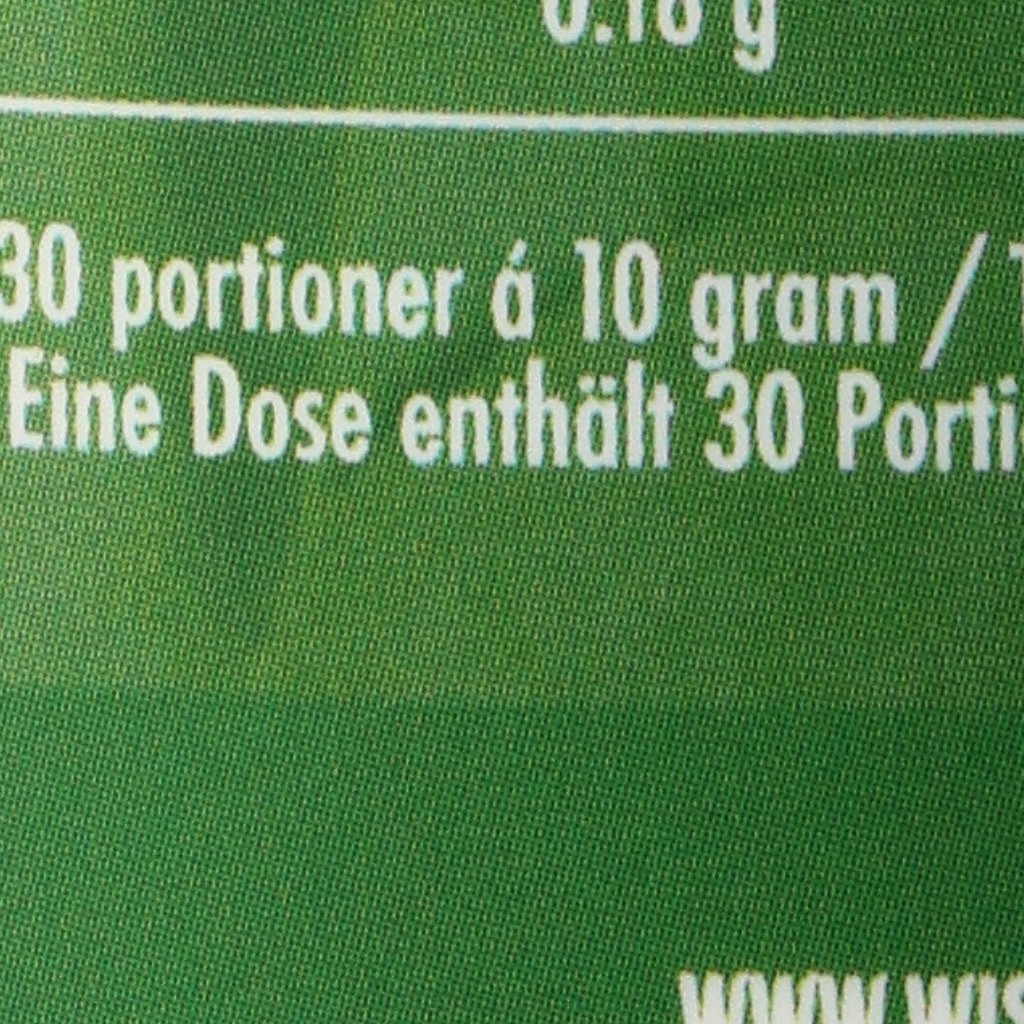 30 portioner á 10 gram /
Eine Dose enthält 30